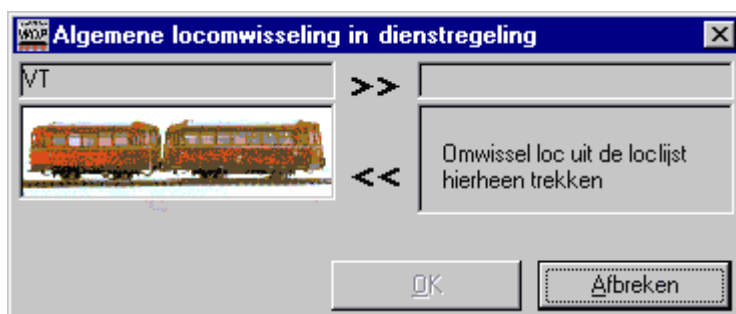 Algemene locomwisseling in dienstregeling
VT
>>
<<
Omwissel loc uit de loclijst
hierheen trekken
OK
Afbreken